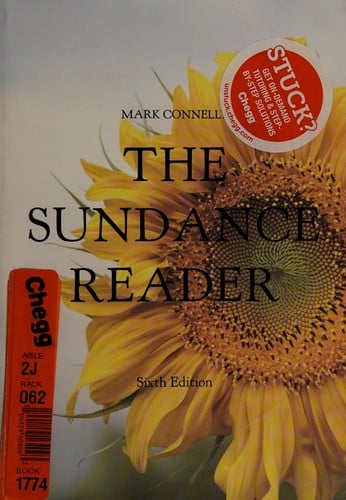 STUCK?
GET ON-DEMAND
TUTORING & STEP-
BY-STEP SOLUTIONS
Chegg
unstuck.chegg.com
MARK CONNELL
THE
SUNDANCE
READER
Sixth Edition
Chegg
AISLE
2J
RACK
062
BOOK
1774